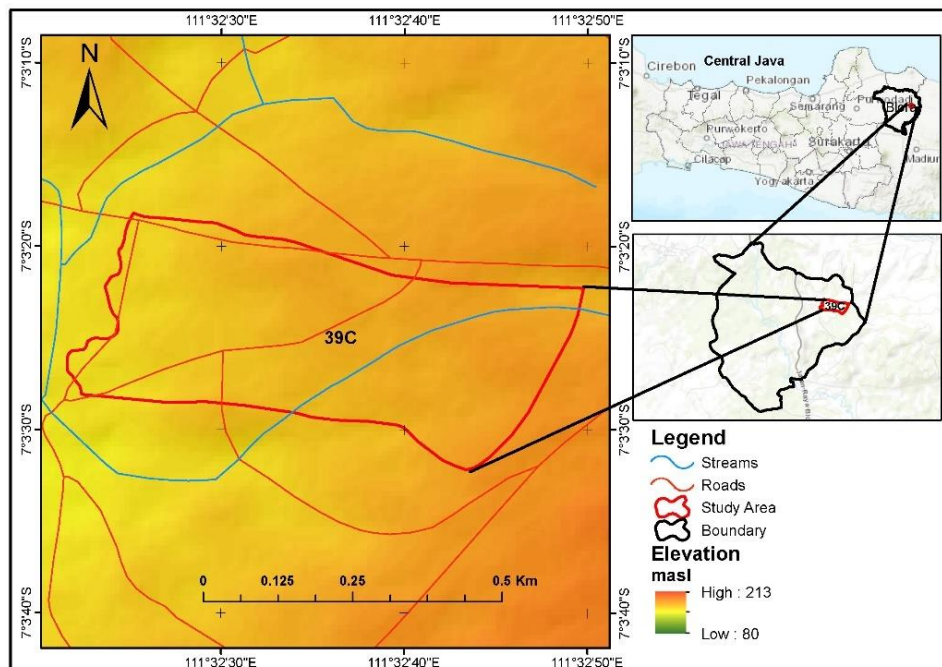 111°32'30"E 111°32'40"E 111°32'50"E
7°3'10"S
7°3'20"S
7°3'30"S
7°3'40"S
N
39C
0 0.125 0.25 0.5 Km
7°3'10"S
7°3'20"S
7°3'30"S
7°3'40"S
111°32'30"E 111°32'40"E 111°32'50"E
Central Java
Cirebon
Pekalongan
Tegal
Semarang
Purwokerto
JAWA TENGAH
Surakarta
Cilacap
Yogyakarta
Madiun
39C
Legend
Streams
Roads
Study Area
Boundary
Elevation
masl
High : 213
Low : 80